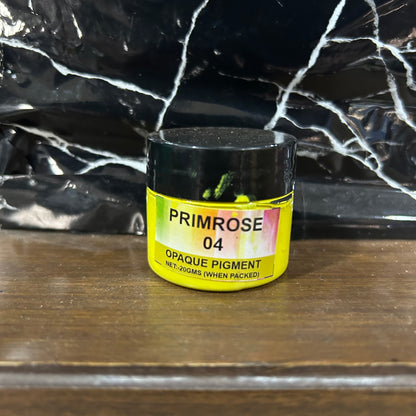 PRIMROSE
04
OPAQUE PIGMENT
NET:-20GMS (WHEN PACKED)